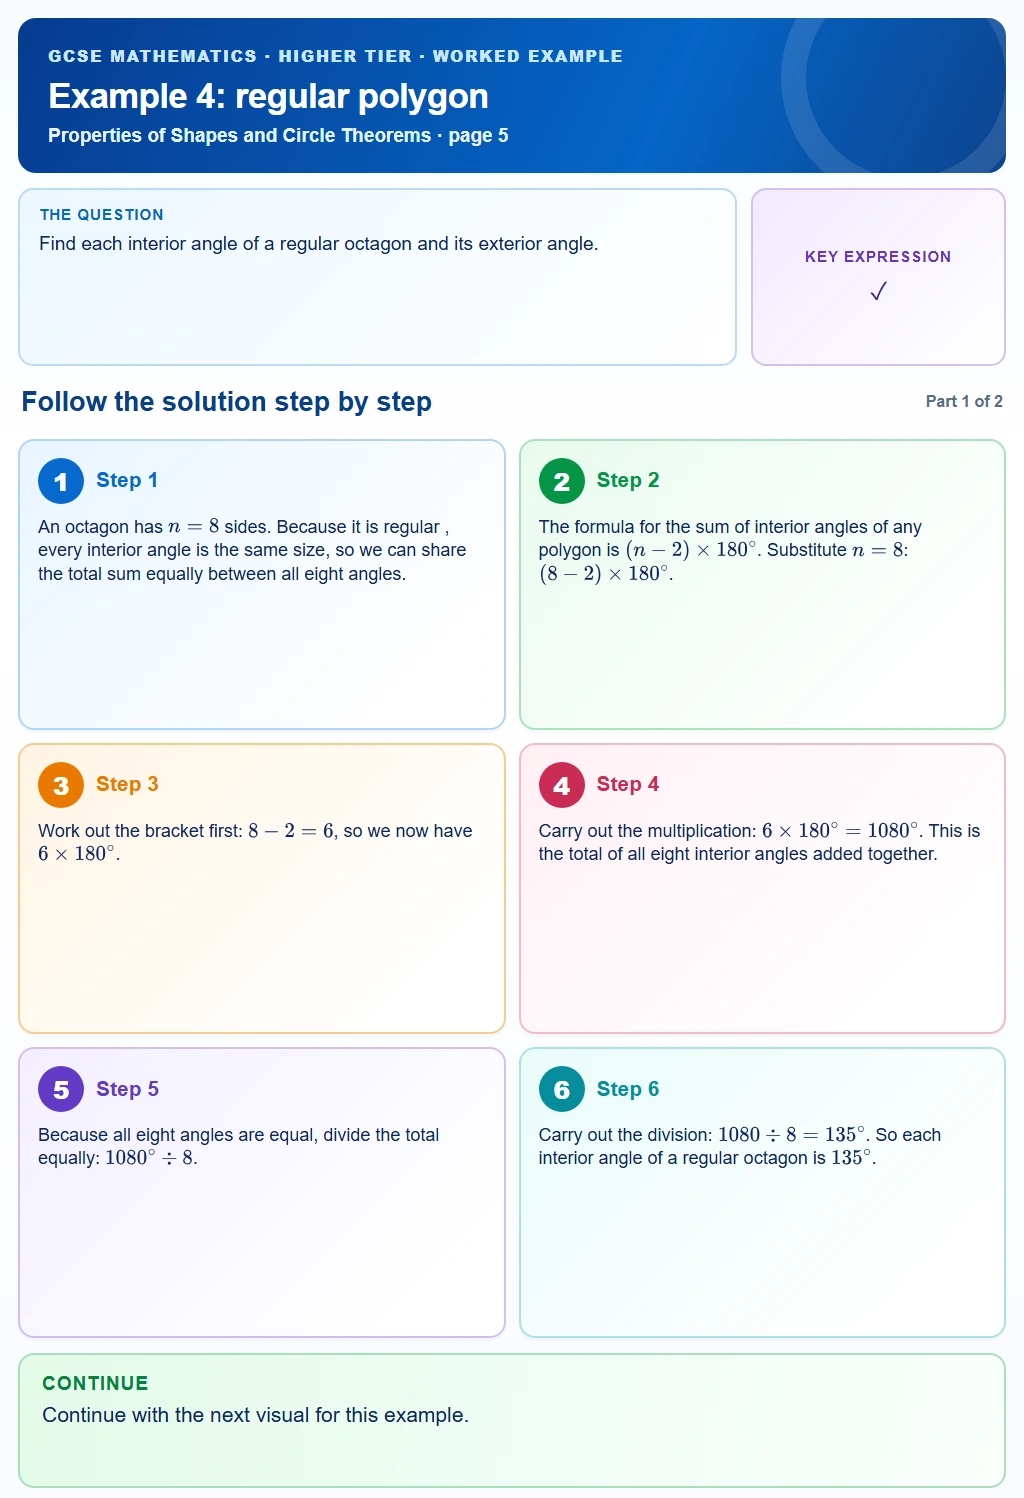 GCSE MATHEMATICS · HIGHER TIER · WORKED EXAMPLE
Example 4: regular polygon
Properties of Shapes and Circle Theorems · page 5
THE QUESTION
Find each interior angle of a regular octagon and its exterior angle.
KEY EXPRESSION
✓
Follow the solution step by step
Part 1 of 2
1 Step 1
An octagon has n = 8 sides. Because it is regular ,
every interior angle is the same size, so we can share
the total sum equally between all eight angles.
2 Step 2
The formula for the sum of interior angles of any
polygon is (n − 2) × 180°. Substitute n = 8:
(8 − 2) × 180°.
3 Step 3
Work out the bracket first: 8 − 2 = 6, so we now have
6 × 180°.
4 Step 4
Carry out the multiplication: 6 × 180° = 1080°. This is
the total of all eight interior angles added together.
5 Step 5
Because all eight angles are equal, divide the total
equally: 1080° ÷ 8.
6 Step 6
Carry out the division: 1080 ÷ 8 = 135°. So each
interior angle of a regular octagon is 135°.
CONTINUE
Continue with the next visual for this example.